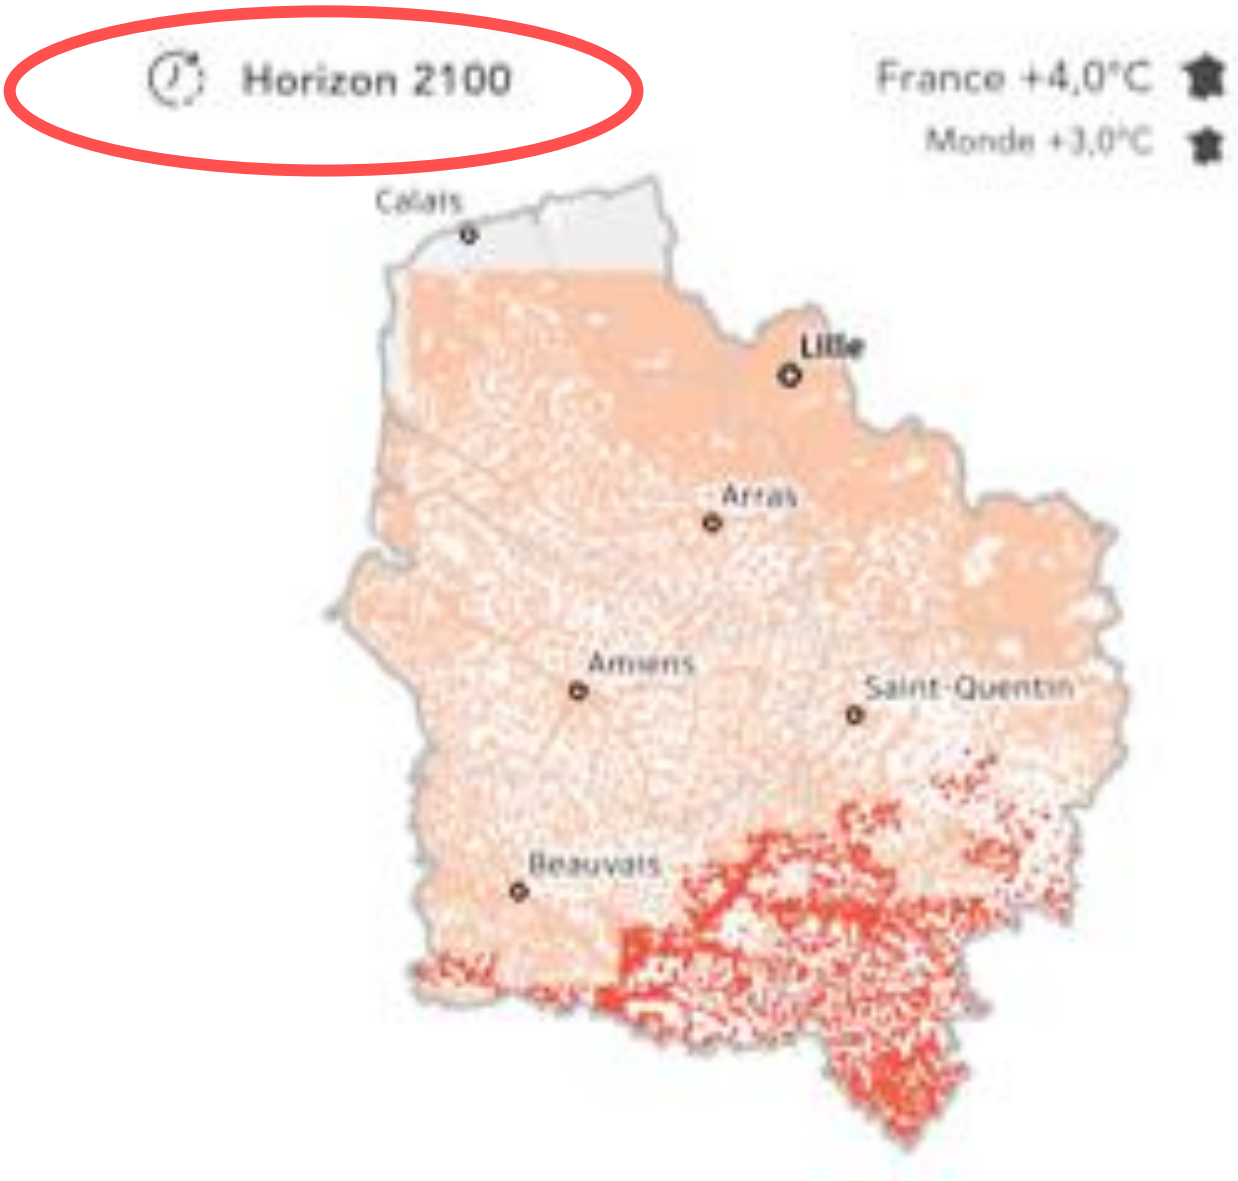 Horizon 2100
France +4,0°C
Monde +3,0°C
Calais
Lille
Arras
Amiens
Saint-Quentin
Beauvais